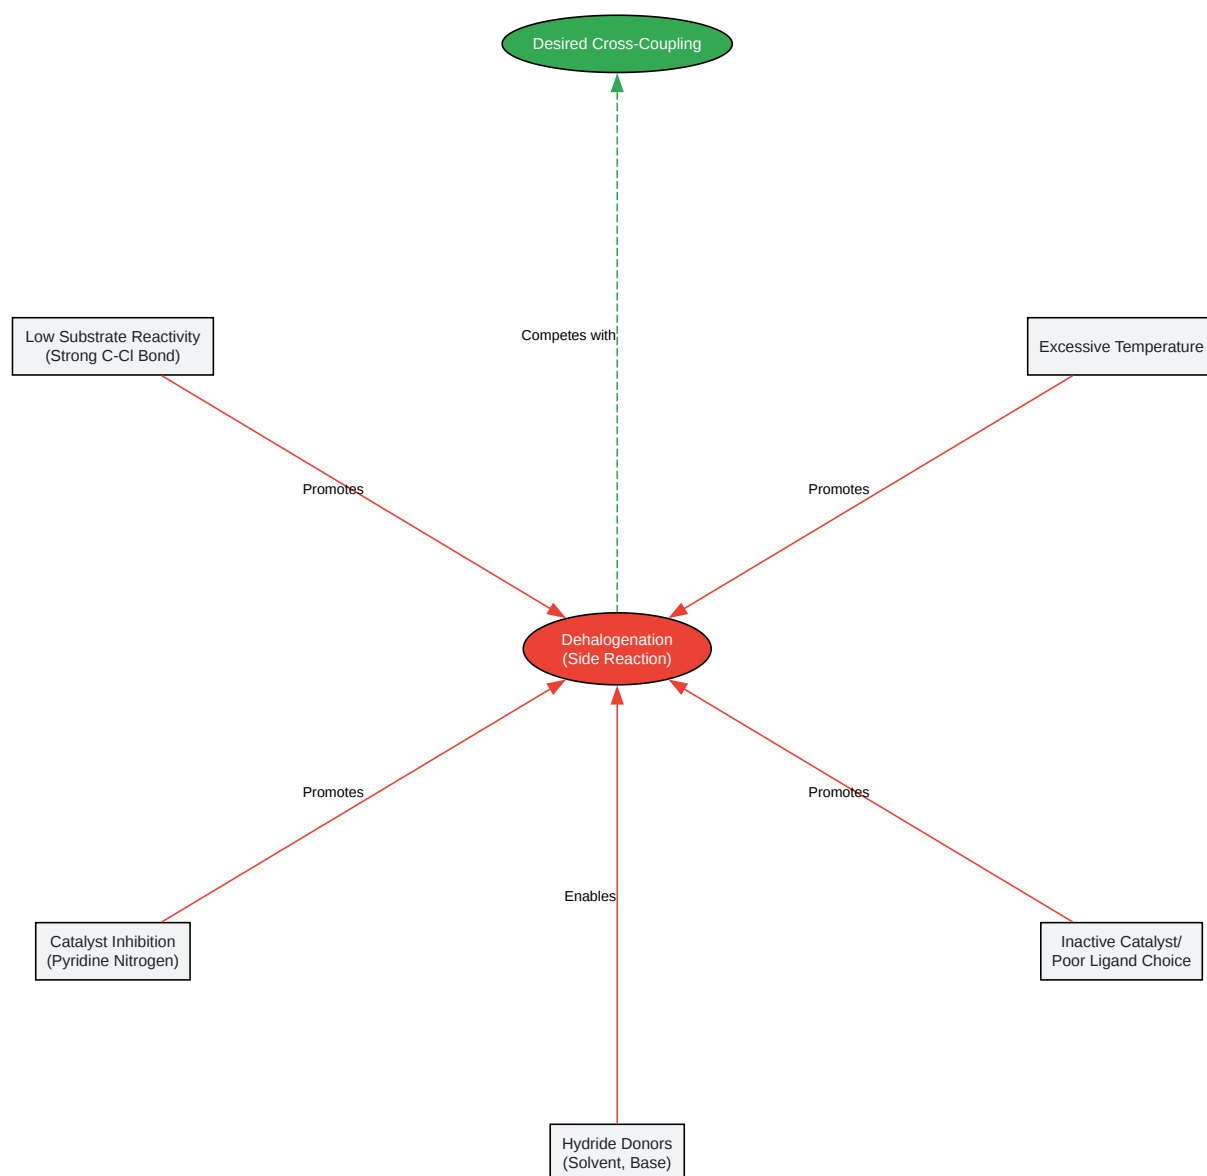 Desired Cross-Coupling
Competes with
Low Substrate Reactivity
(Strong C-Cl Bond)
Excessive Temperature
Promotes
Promotes
Dehalogenation
(Side Reaction)
Promotes
Promotes
Enables
Catalyst Inhibition
(Pyridine Nitrogen)
Inactive Catalyst/
Poor Ligand Choice
Hydride Donors
(Solvent, Base)